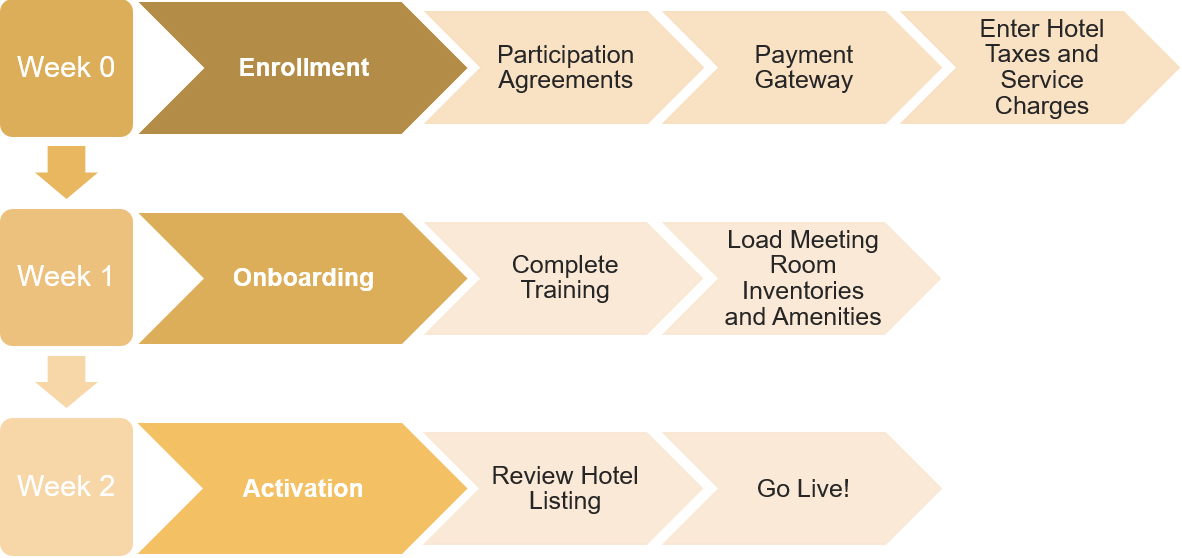 Week 0
Enrollment
Participation
Agreements
Payment
Gateway
Enter Hotel
Taxes and
Service
Charges
Week 1
Onboarding
Complete
Training
Load Meeting
Room
Inventories
and Amenities
Week 2
Activation
Review Hotel
Listing
Go Live!